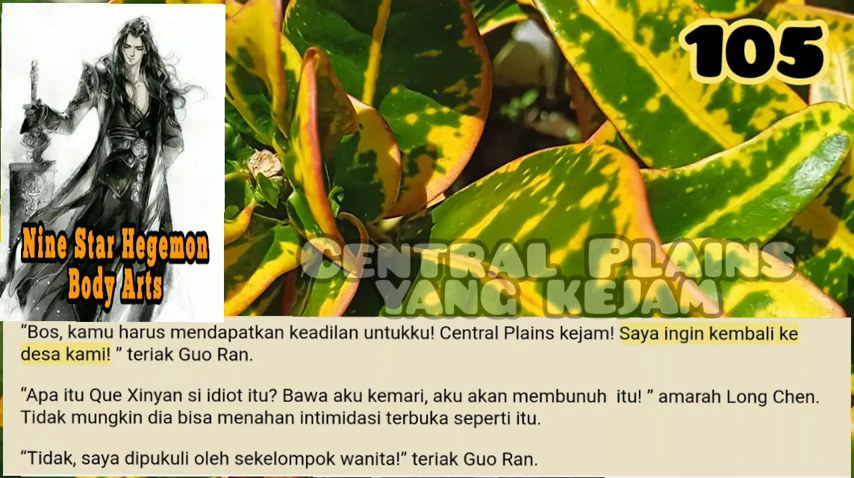 105
Nine Star Hegemon
Body Arts
Central Plains
yang kejam
“Bos, kamu harus mendapatkan keadilan untukku! Central Plains kejam! Saya ingin kembali ke
desa kami! ” teriak Guo Ran.
“Apa itu Que Xinyan si idiot itu? Bawa aku kemari, aku akan membunuh  itu! ” amarah Long Chen.
Tidak mungkin dia bisa menahan intimidasi terbuka seperti itu.
“Tidak, saya dipukuli oleh sekelompok wanita!” teriak Guo Ran.